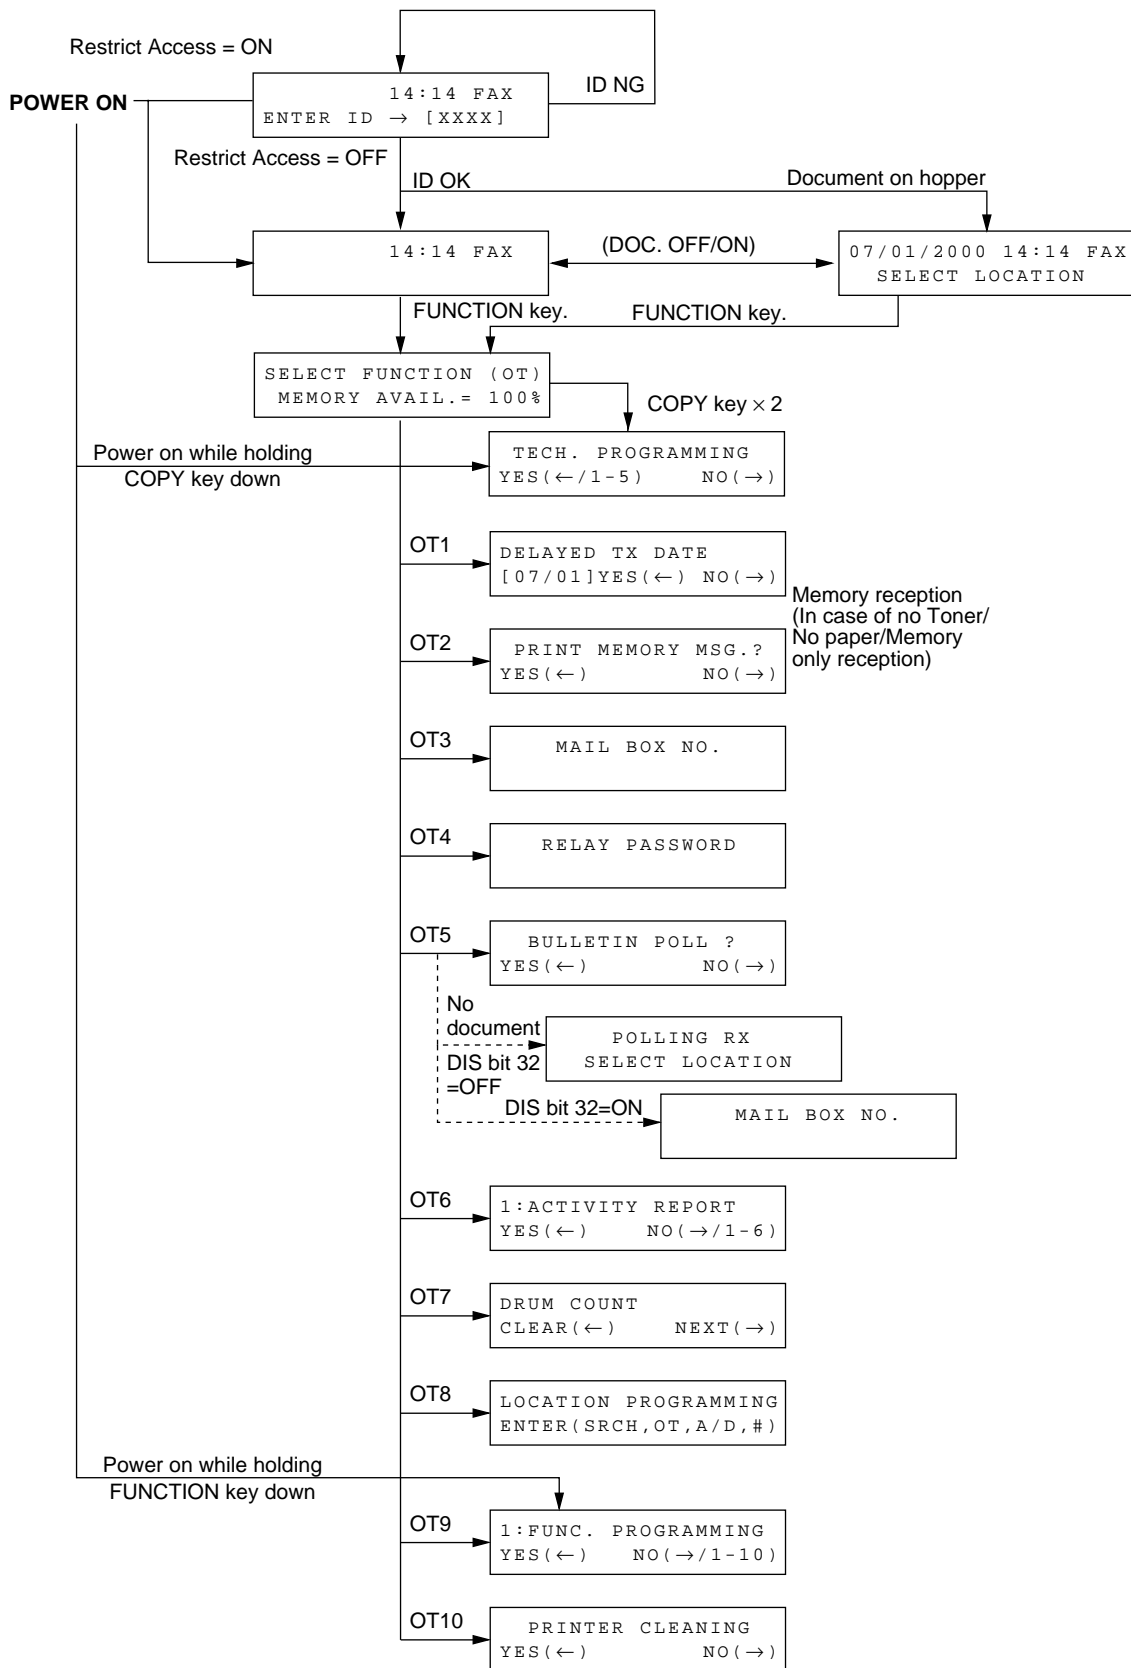 Restrict Access = ON
ID NG
POWER ON
14:14 FAX
ENTER ID → [XXXX]
Restrict Access = OFF
ID OK
Document on hopper
14:14 FAX
(DOC. OFF/ON)
07/01/2000 14:14 FAX
SELECT LOCATION
FUNCTION key.
FUNCTION key.
SELECT FUNCTION (OT)
MEMORY AVAIL.= 100%
COPY key × 2
Power on while holding
COPY key down
TECH. PROGRAMMING
YES(←/1-5) NO(→)
OT1
DELAYED TX DATE
[07/01]YES(←) NO(→)
Memory reception
(In case of no Toner/
No paper/Memory
only reception)
OT2
PRINT MEMORY MSG.?
YES(←) NO(→)
OT3
MAIL BOX NO.
OT4
RELAY PASSWORD
OT5
BULLETIN POLL ?
YES(←) NO(→)
No
document
DIS bit 32
=OFF
POLLING RX
SELECT LOCATION
DIS bit 32=ON
MAIL BOX NO.
OT6
1:ACTIVITY REPORT
YES(←) NO(→/1-6)
OT7
DRUM COUNT
CLEAR(←) NEXT(→)
OT8
LOCATION PROGRAMMING
ENTER(SRCH,OT,A/D,#)
Power on while holding
FUNCTION key down
OT9
1:FUNC. PROGRAMMING
YES(←) NO(→/1-10)
OT10
PRINTER CLEANING
YES(←) NO(→)